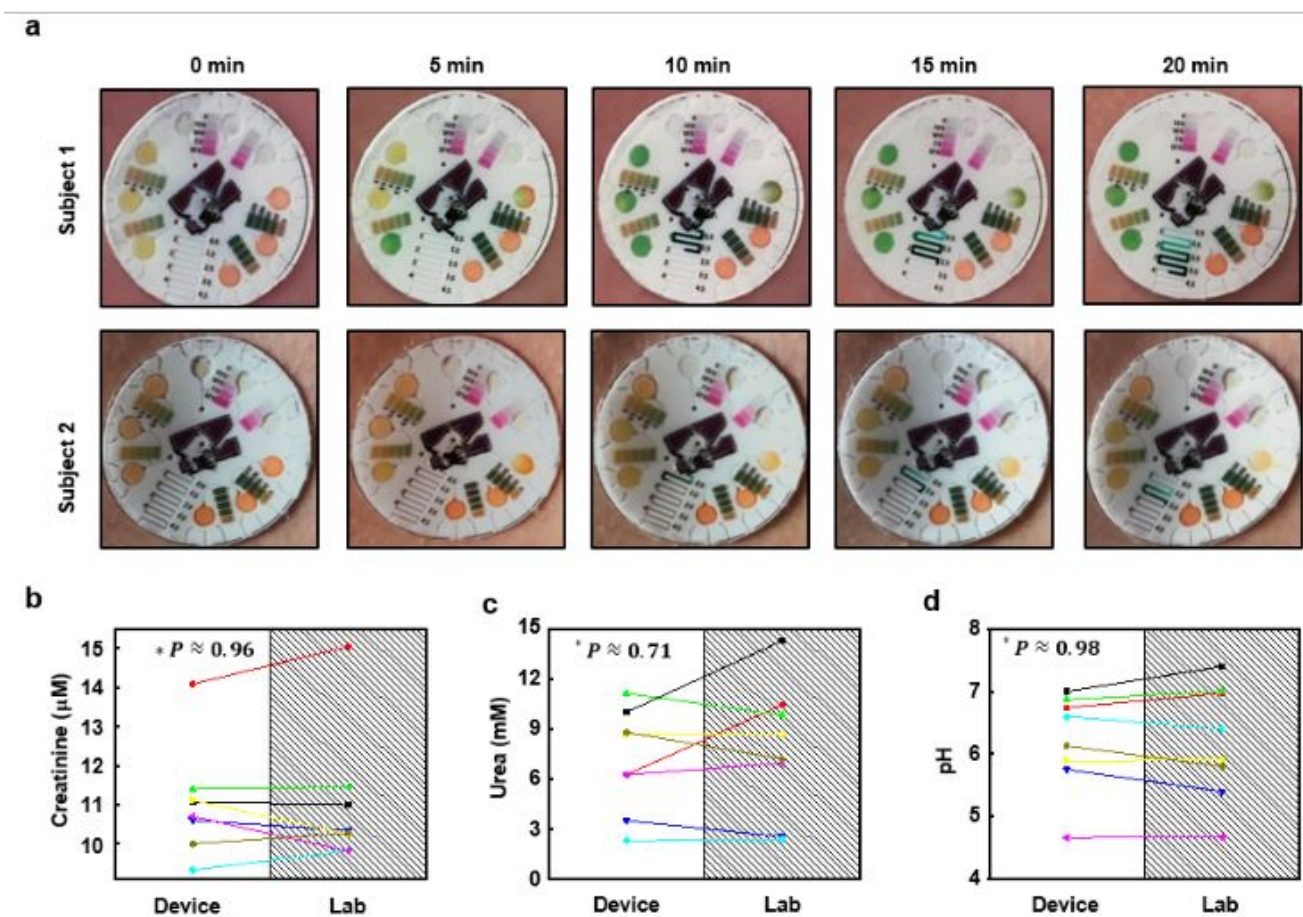 a
0 min 5 min 10 min 15 min 20 min
Subject 1
Subject 2
b
c
d
* P ≈ 0.96
* P ≈ 0.71
* P ≈ 0.98
Creatinine (μM)
15
14
13
12
11
10
Device Lab
Urea (mM)
15
12
9
6
3
0
Device Lab
pH
8
7
6
5
4
Device Lab